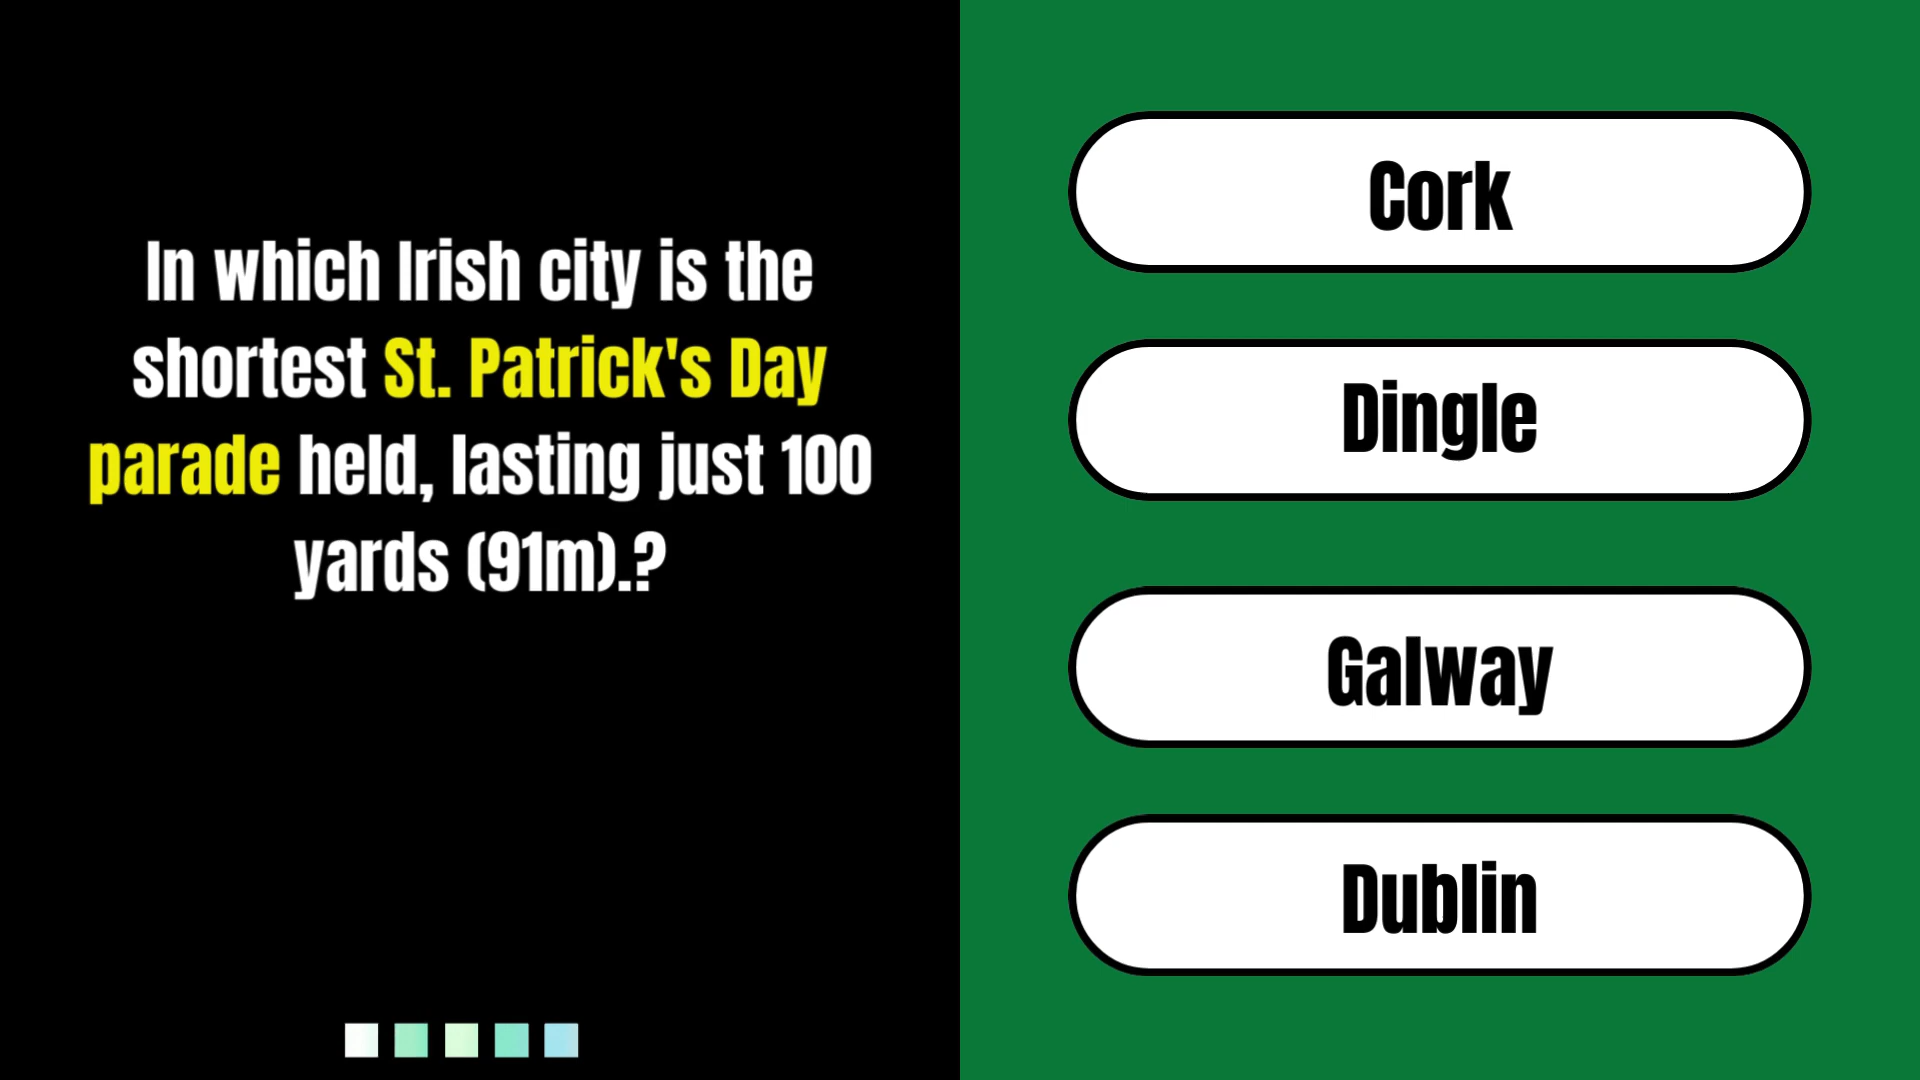 In which Irish city is the
shortest St. Patrick's Day
parade held, lasting just 100
yards (91m).?
Cork
Dingle
Galway
Dublin